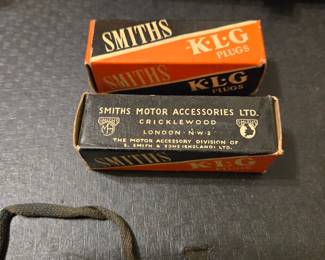 SMITHS
K·L·G
PLUGS
SMITHS MOTOR ACCESSORIES LTD.
CRICKLEWOOD
LONDON·N·W·2
THE MOTOR ACCESSORY DIVISION OF
S. SMITH & SONS (ENGLAND) LTD.
SMITHS
K·L·G
PLUGS